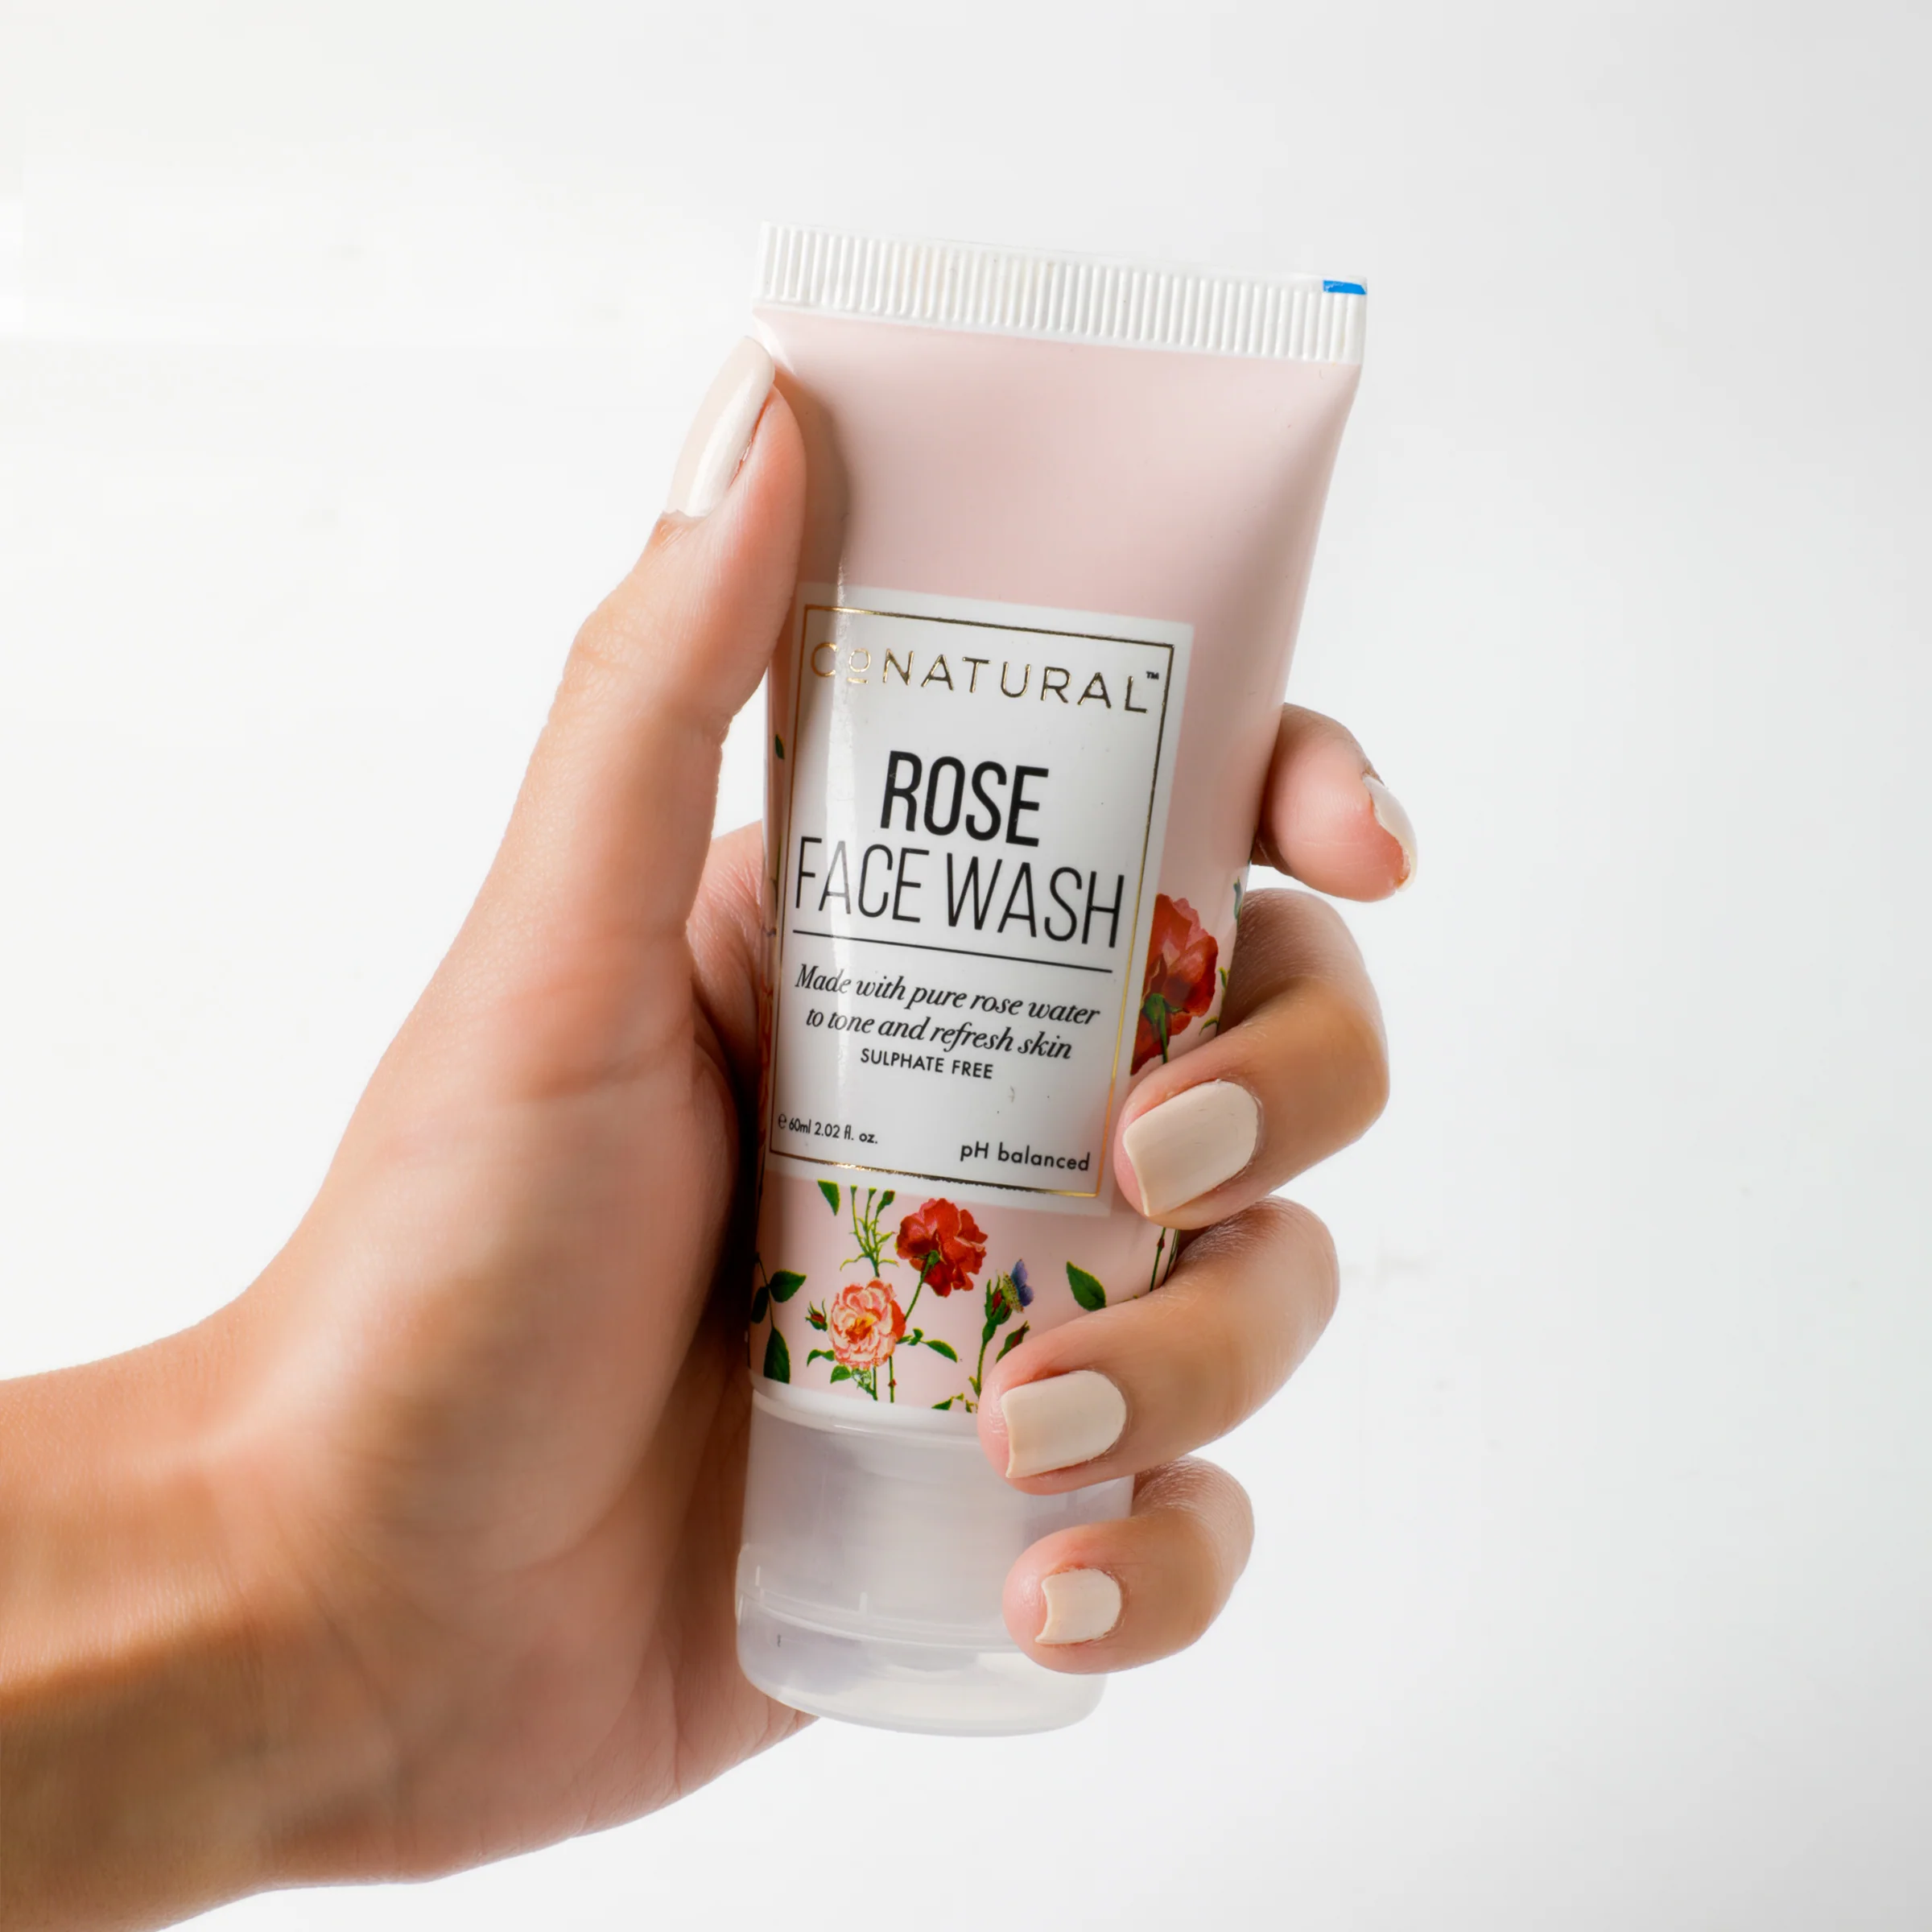 CoNATURAL™
ROSE
FACE WASH
Made with pure rose water
to tone and refresh skin
SULPHATE FREE
℮ 60ml 2.02 fl. oz.
pH balanced